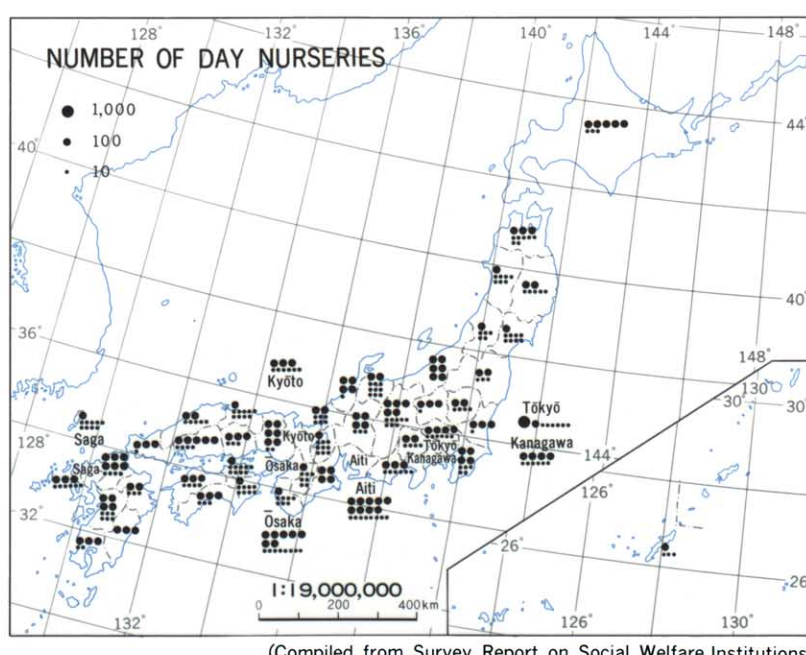 128°
132°
136°
140°
144°
148°
NUMBER OF DAY NURSERIES
1,000
100
10
44°
40°
40°
36°
148°
130°
30°
30°
Kyōto
128°
Saga
Saga
Kyōto
Ōsaka
Aiti
Tōkyō
Kanagawa
Tōkyō
Kanagawa
144°
126°
32°
Aiti
Ōsaka
26°
26°
1:19,000,000
0 200 400km
132°
126°
130°
(Compiled from Survey Report on Social Welfare Institutions